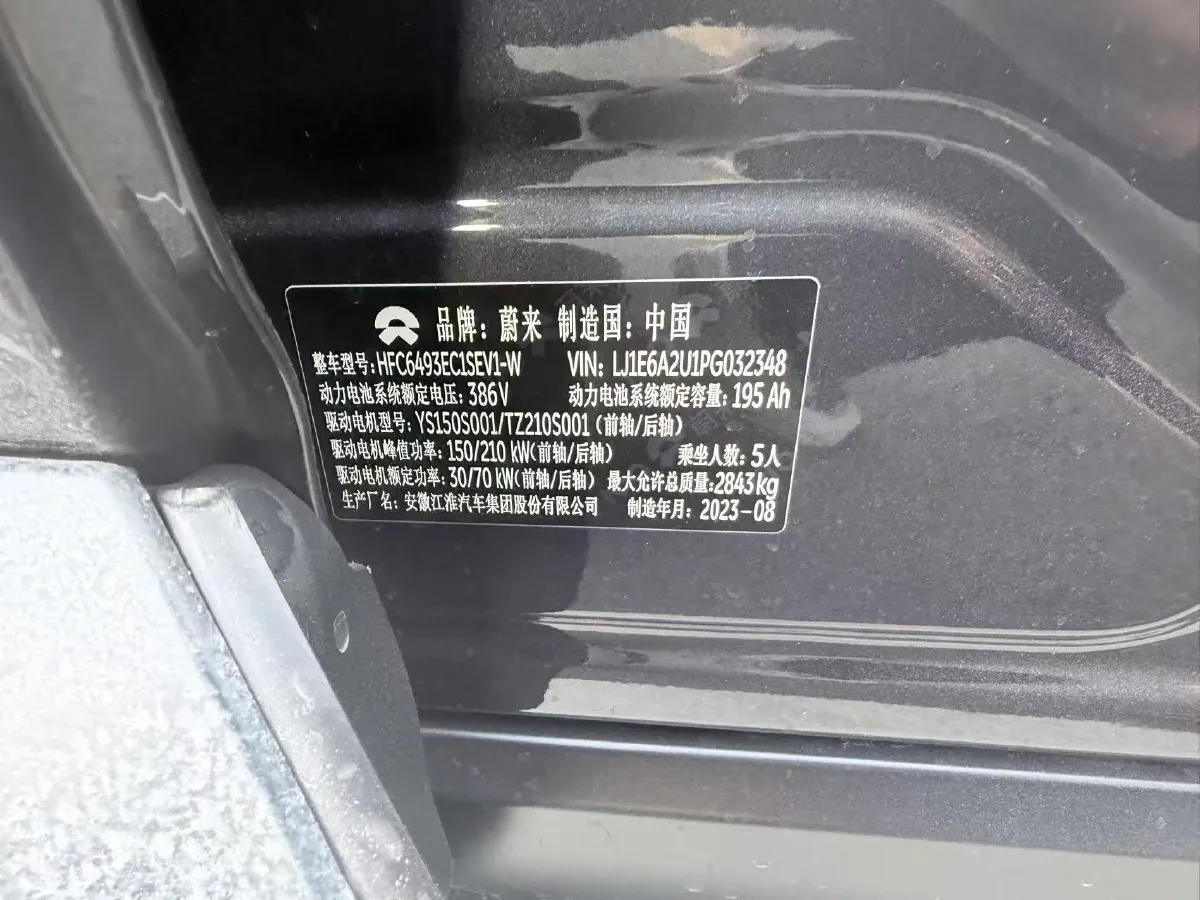 品牌：蔚来 制造国：中国
整车型号:HFC6493EC1SEV1-W VIN: LJ1E6A2U1PG032348
动力电池系统额定电压: 386V 动力电池系统额定容量: 195 Ah
驱动电机型号: YS150S001/TZ210S001 (前轴/后轴)
驱动电机峰值功率: 150/210 kW(前轴/后轴) 乘坐人数: 5人
驱动电机额定功率: 30/70 kW(前轴/后轴) 最大允许总质量:2843kg
生产厂名: 安徽江淮汽车集团股份有限公司 制造年月: 2023-08